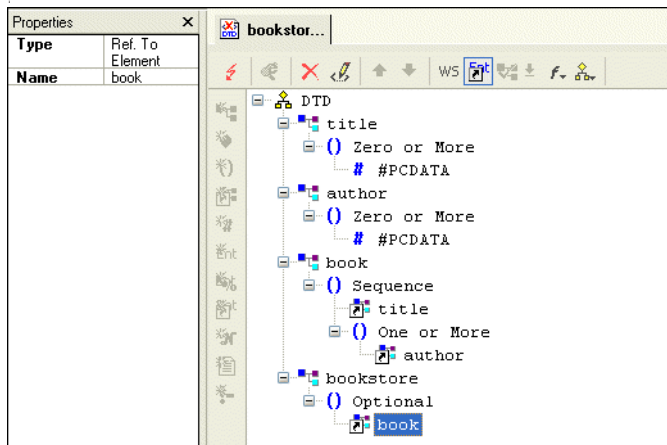 Properties
Type Ref. To
Element
Name book
bookstor...
WS Ent
DTD
title
() Zero or More
# #PCDATA
author
() Zero or More
# #PCDATA
book
() Sequence
title
() One or More
author
bookstore
() Optional
book